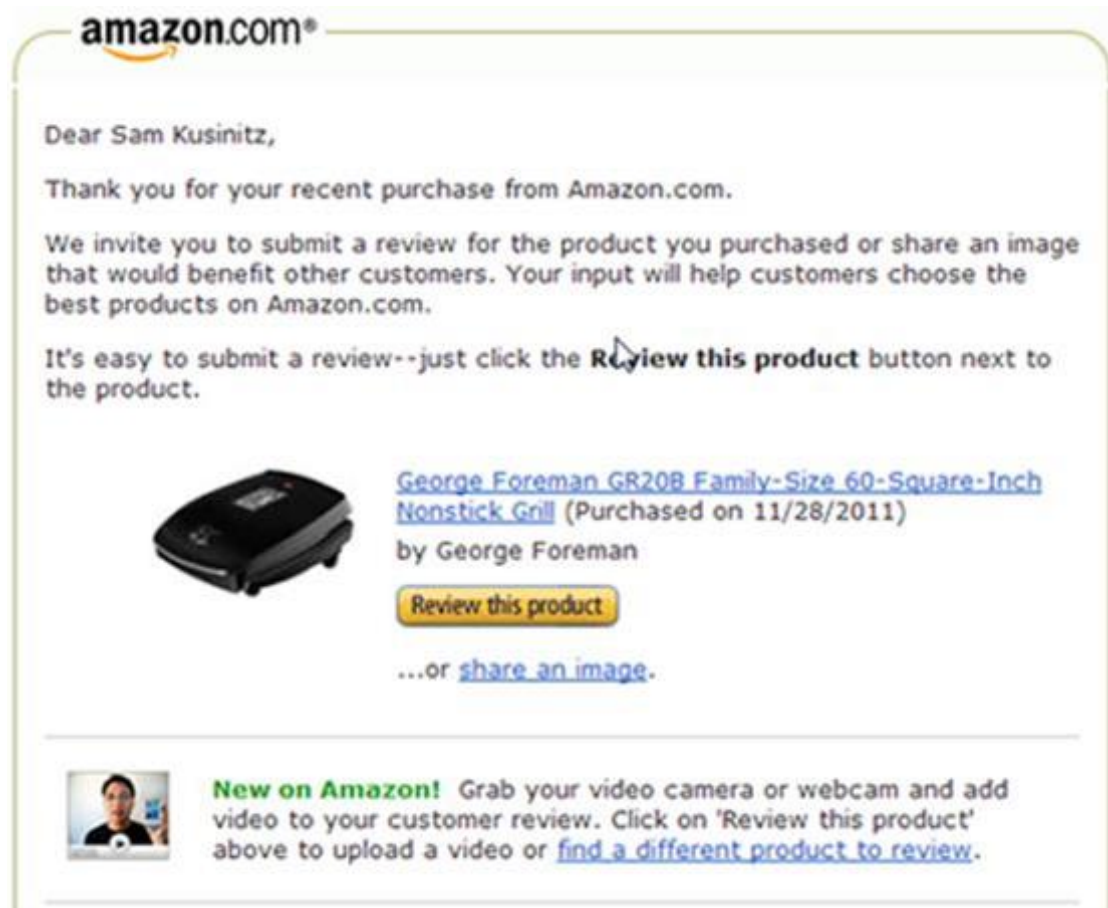 amazon.com®
Dear Sam Kusinitz,
Thank you for your recent purchase from Amazon.com.
We invite you to submit a review for the product you purchased or share an image
that would benefit other customers. Your input will help customers choose the
best products on Amazon.com.
It's easy to submit a review--just click the Review this product button next to
the product.
George Foreman GR20B Family-Size 60-Square-Inch
Nonstick Grill (Purchased on 11/28/2011)
by George Foreman
Review this product
...or share an image.
New on Amazon! Grab your video camera or webcam and add
video to your customer review. Click on 'Review this product'
above to upload a video or find a different product to review.